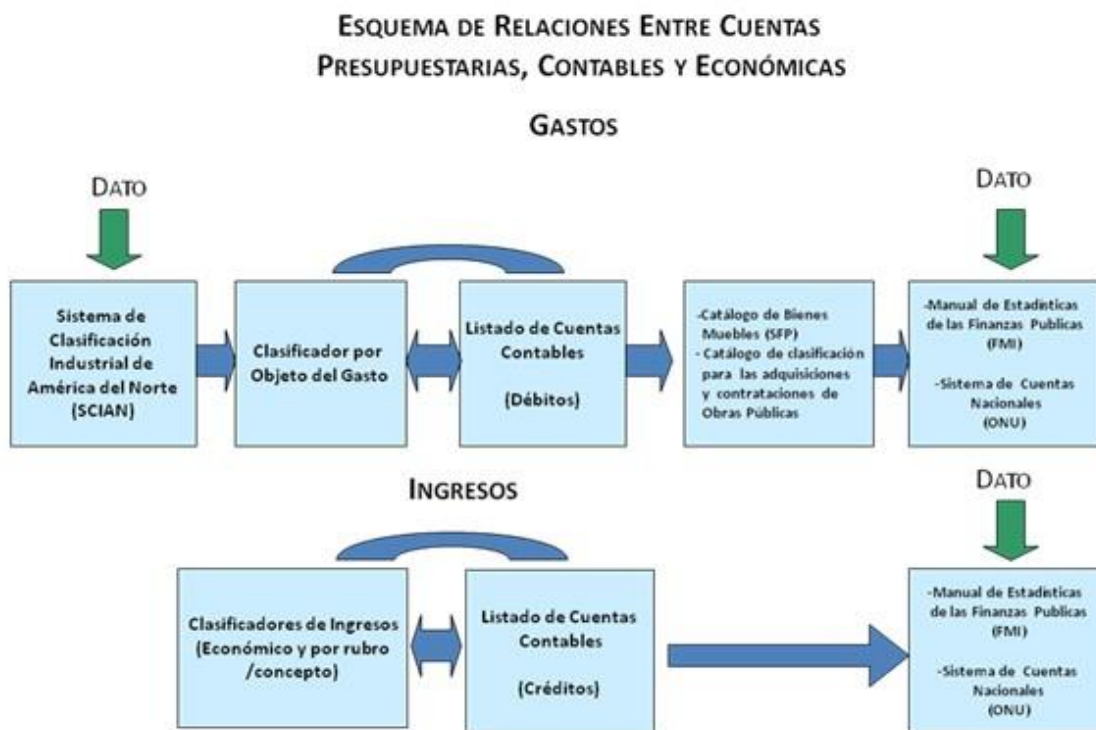 ESQUEMA DE RELACIONES ENTRE CUENTAS
PRESUPUESTARIAS, CONTABLES Y ECONÓMICAS
GASTOS
DATO
DATO
Sistema de
Clasificación
Industrial de
América del Norte
(SCIAN)
Clasificador por
Objeto del Gasto
Listado de Cuentas
Contables
(Débitos)
-Catálogo de Bienes
Muebles (SFP)
- Catálogo de clasificación
para las adquisiciones
y contrataciones de
Obras Públicas
-Manual de Estadísticas
de las Finanzas Publicas
(FMI)
-Sistema de Cuentas
Nacionales
(ONU)
INGRESOS
DATO
Clasificadores de Ingresos
(Económico y por rubro
/concepto)
Listado de Cuentas
Contables
(Créditos)
-Manual de Estadísticas
de las Finanzas Publicas
(FMI)
-Sistema de Cuentas
Nacionales
(ONU)